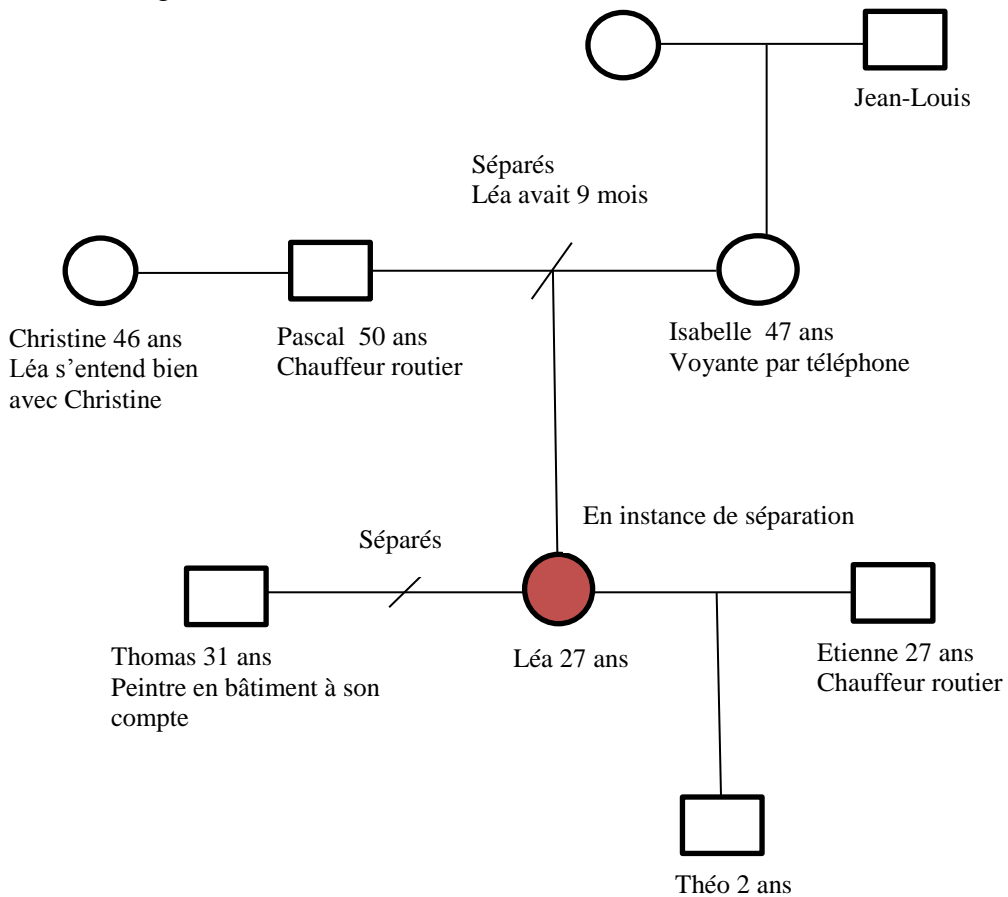 Jean-Louis
Séparés
Léa avait 9 mois
Christine 46 ans
Léa s’entend bien
avec Christine
Pascal  50 ans
Chauffeur routier
Isabelle  47 ans
Voyante par téléphone
En instance de séparation
Séparés
Thomas 31 ans
Peintre en bâtiment à son
compte
Léa 27 ans
Etienne 27 ans
Chauffeur routier
Théo 2 ans